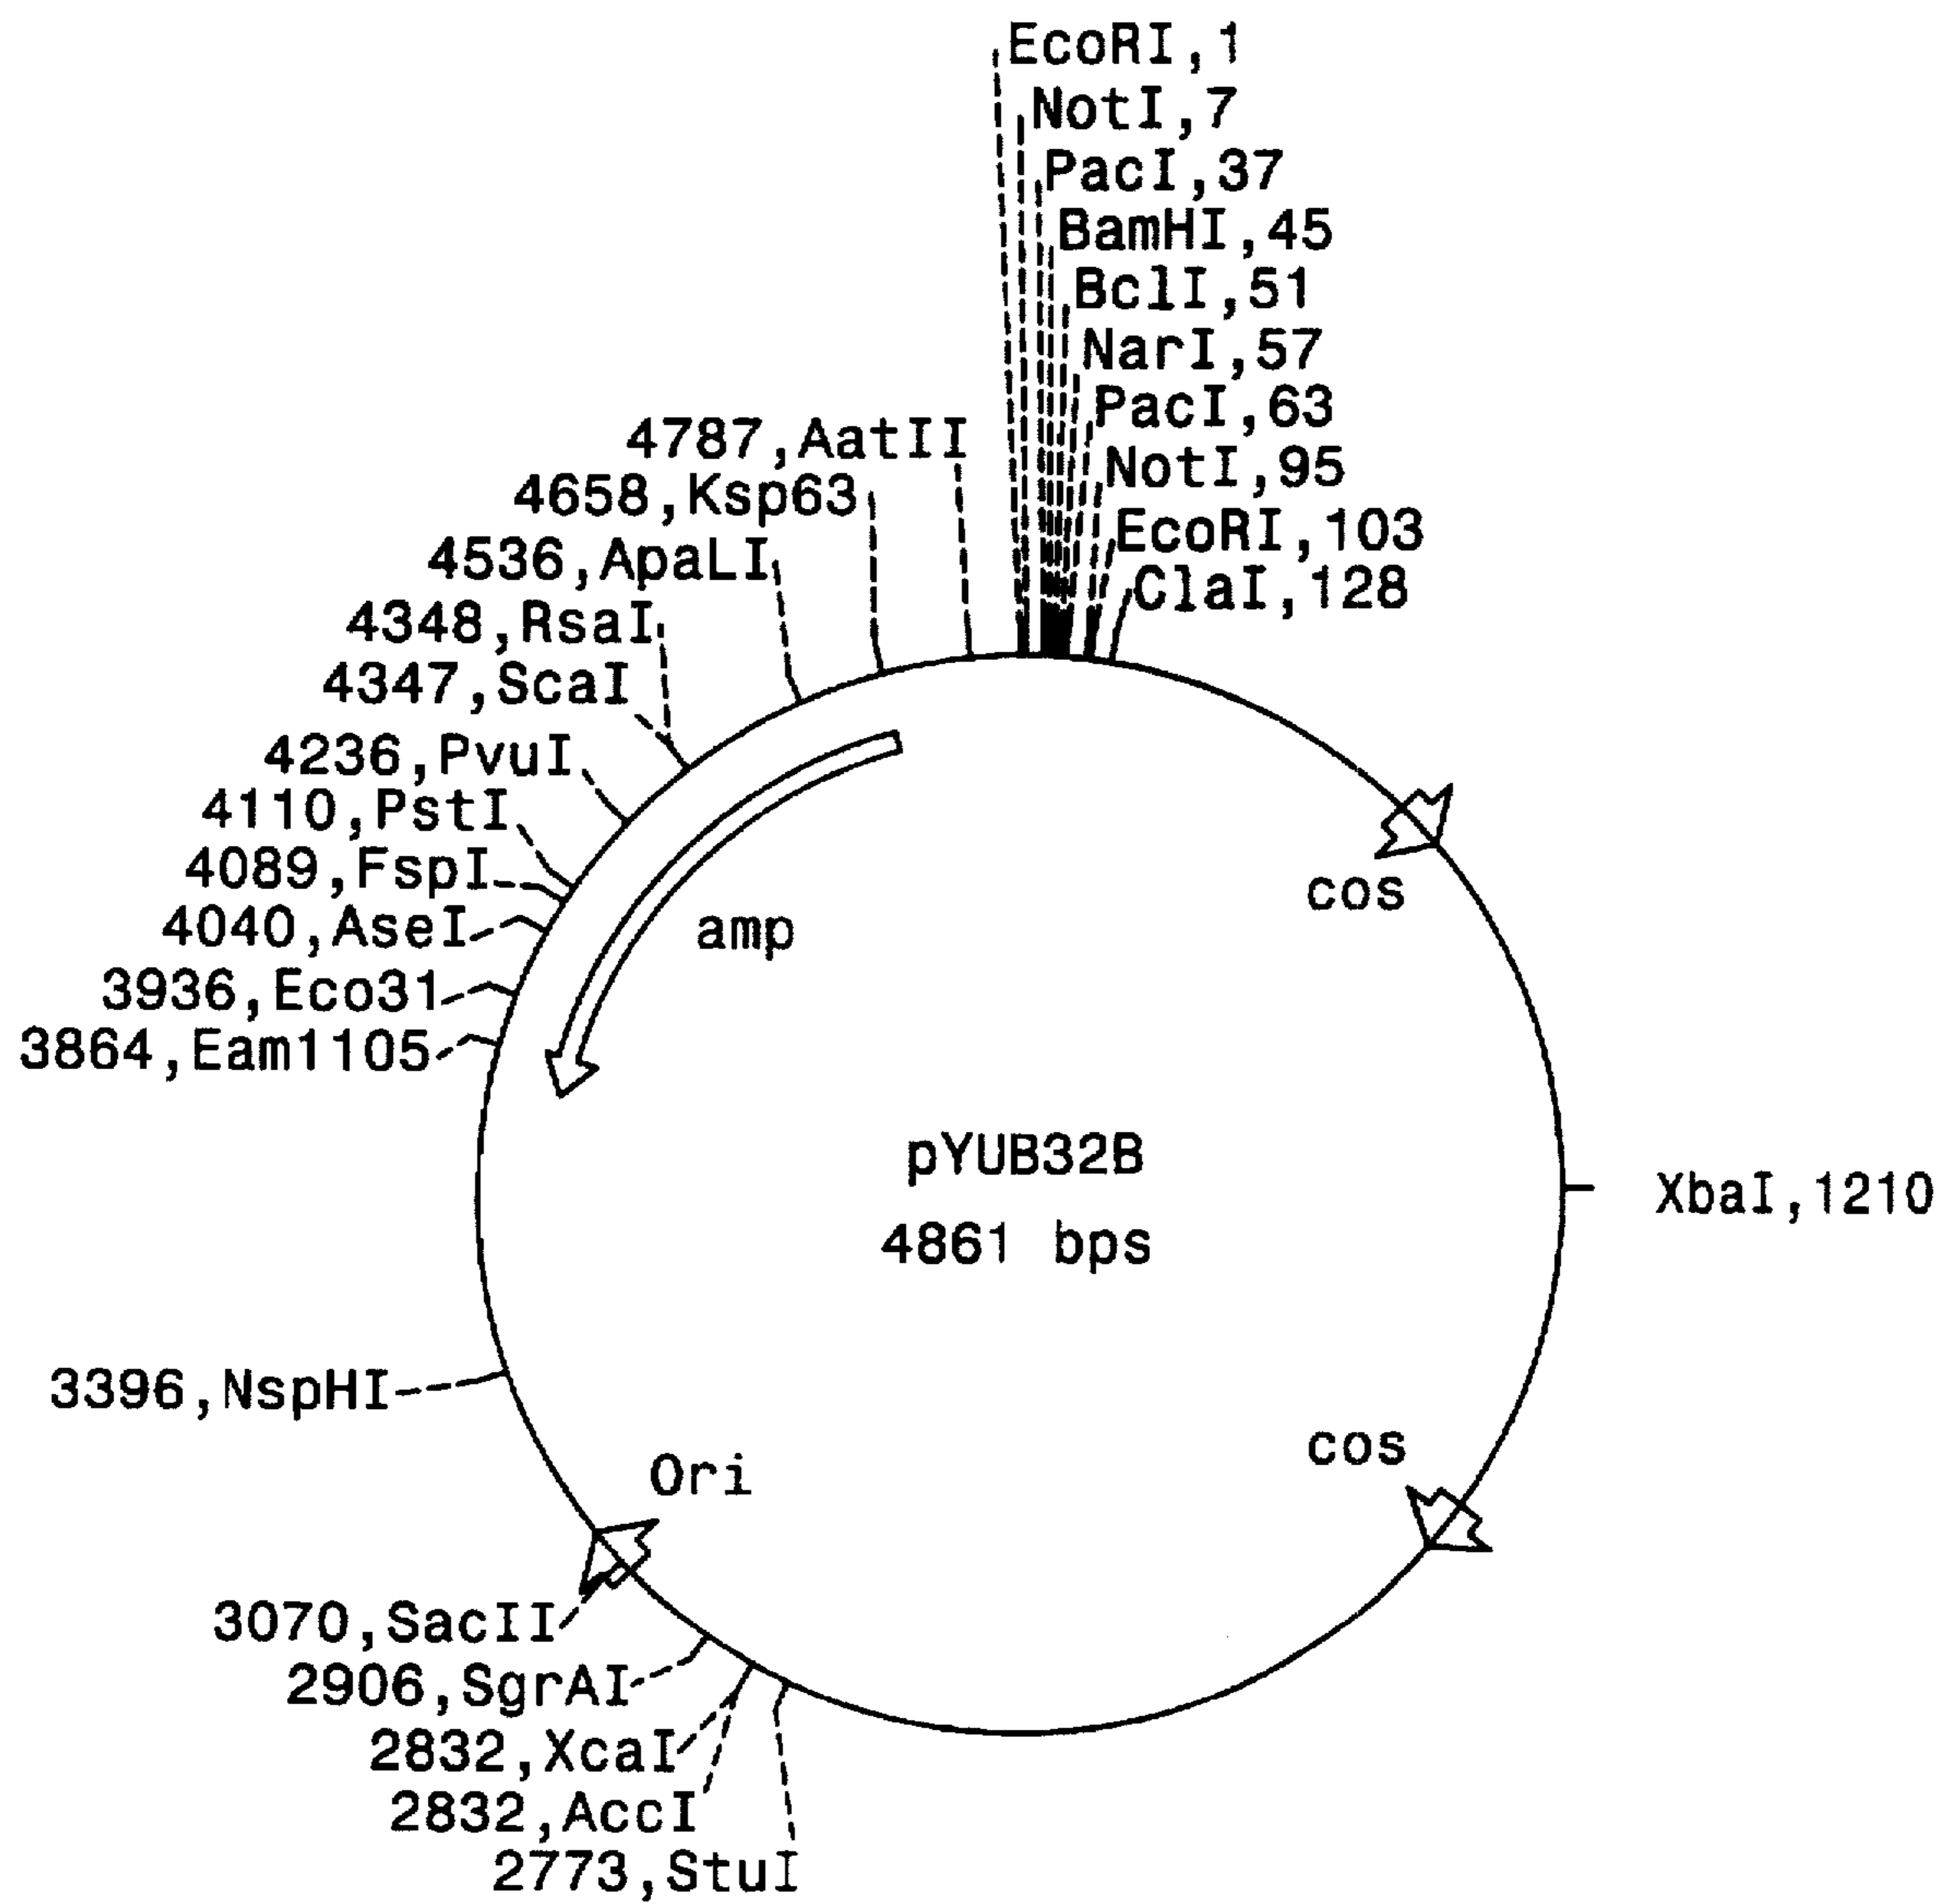 EcoRI,1
NotI,7
PacI,37
BamHI,45
BclI,51
NarI,57
PacI,63
NotI,95
EcoRI,103
ClaI,128
4787,AatII
4658,Ksp63
4536,ApaLI
4348,RsaI
4347,ScaI
4236,PvuI
4110,PstI
4089,FspI
4040,AseI
3936,Eco31
3864,Eam1105
amp
cos
pYUB32B
4861 bps
XbaI,1210
3396,NspHI
Ori
cos
3070,SacII
2906,SgrAI
2832,XcaI
2832,AccI
2773,StuI